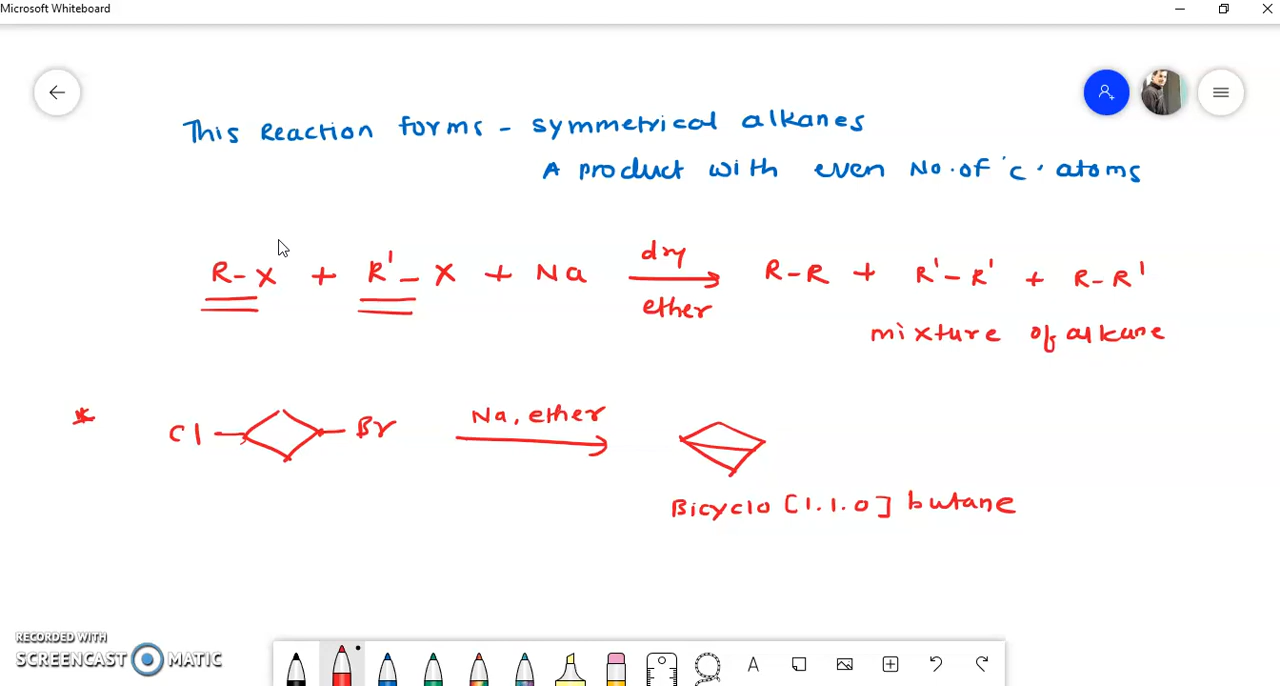 Microsoft Whiteboard
This Reaction forms - symmetrical alkanes
A product with even No. of 'c' atoms
R-X + R'-X + Na dry ether R-R + R'-R' + R-R'
mixture of alkane
* Cl Br Na, ether
Bicyclo [1.1.0] butane
RECORDED WITH
SCREENCAST MATIC
A